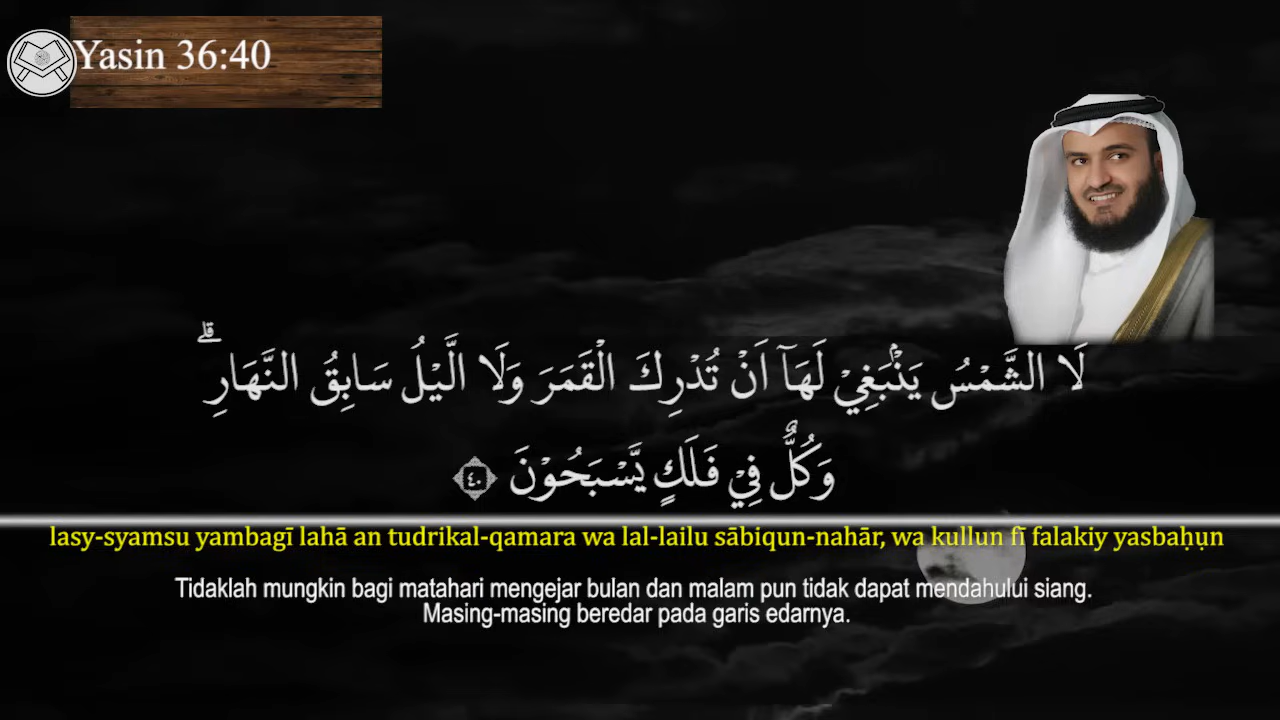 Yasin 36:40
لَا الشَّمْسُ يَنْۢبَغِيْ لَهَآ اَنْ تُدْرِكَ الْقَمَرَ وَلَا الَّيْلُ سَابِقُ النَّهَارِ ۗ
وَكُلٌّ فِيْ فَلَكٍ يَّسْبَحُوْنَ ٤٠
lasy-syamsu yambagī lahā an tudrikal-qamara wa lal-lailu sābiqun-nahār, wa kullun fī falakiy yasbaḥụn
Tidaklah mungkin bagi matahari mengejar bulan dan malam pun tidak dapat mendahului siang.
Masing-masing beredar pada garis edarnya.